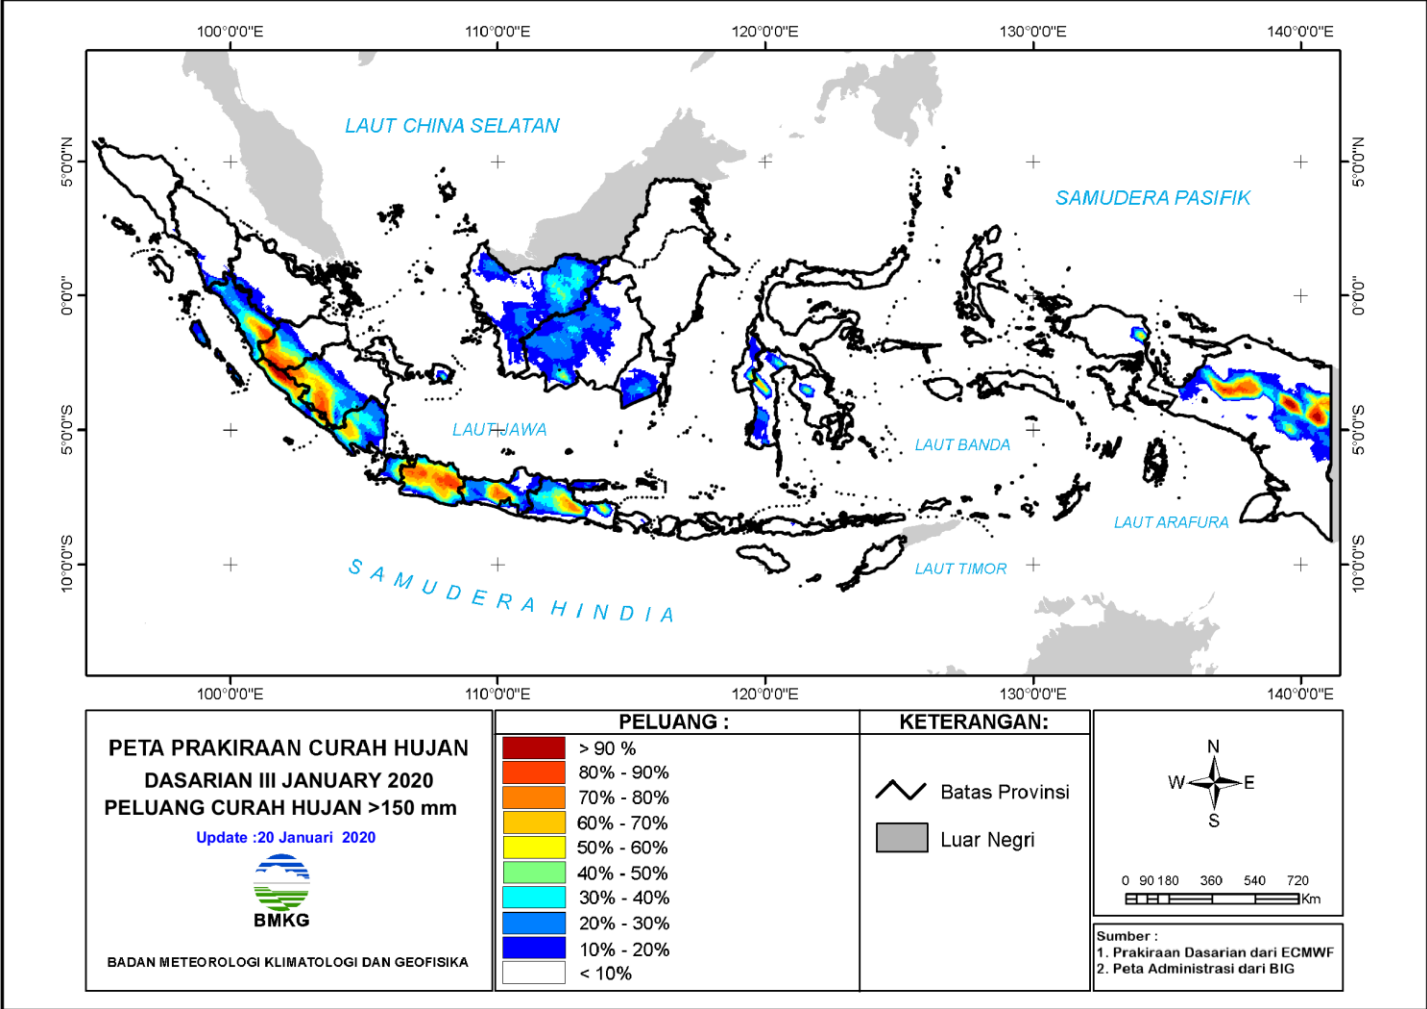 100°0'0"E 110°0'0"E 120°0'0"E 130°0'0"E 140°0'0"E
5°0'0"N 5°0'0"N
LAUT CHINA SELATAN
SAMUDERA PASIFIK
0°0'0" 0°0'0"
5°0'0"S 5°0'0"S
LAUT JAWA
LAUT BANDA
LAUT ARAFURA
10°0'0"S 10°0'0"S
LAUT TIMOR
SAMUDERA HINDIA
100°0'0"E 110°0'0"E 120°0'0"E 130°0'0"E 140°0'0"E
PETA PRAKIRAAN CURAH HUJAN
DASARIAN III JANUARY 2020
PELUANG CURAH HUJAN >150 mm
Update :20 Januari 2020
BMKG
BADAN METEOROLOGI KLIMATOLOGI DAN GEOFISIKA
PELUANG :
> 90 %
80% - 90%
70% - 80%
60% - 70%
50% - 60%
40% - 50%
30% - 40%
20% - 30%
10% - 20%
< 10%
KETERANGAN:
Batas Provinsi
Luar Negri
N
W E
S
0 90 180 360 540 720
Km
Sumber :
1. Prakiraan Dasarian dari ECMWF
2. Peta Administrasi dari BIG